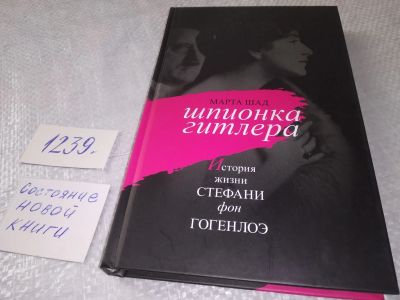 МАРТА ШАД
шпионка
гитлера
История
жизни
СТЕФАНИ
фон
ГОГЕНЛОЭ
1239.
состояние
новой
книги